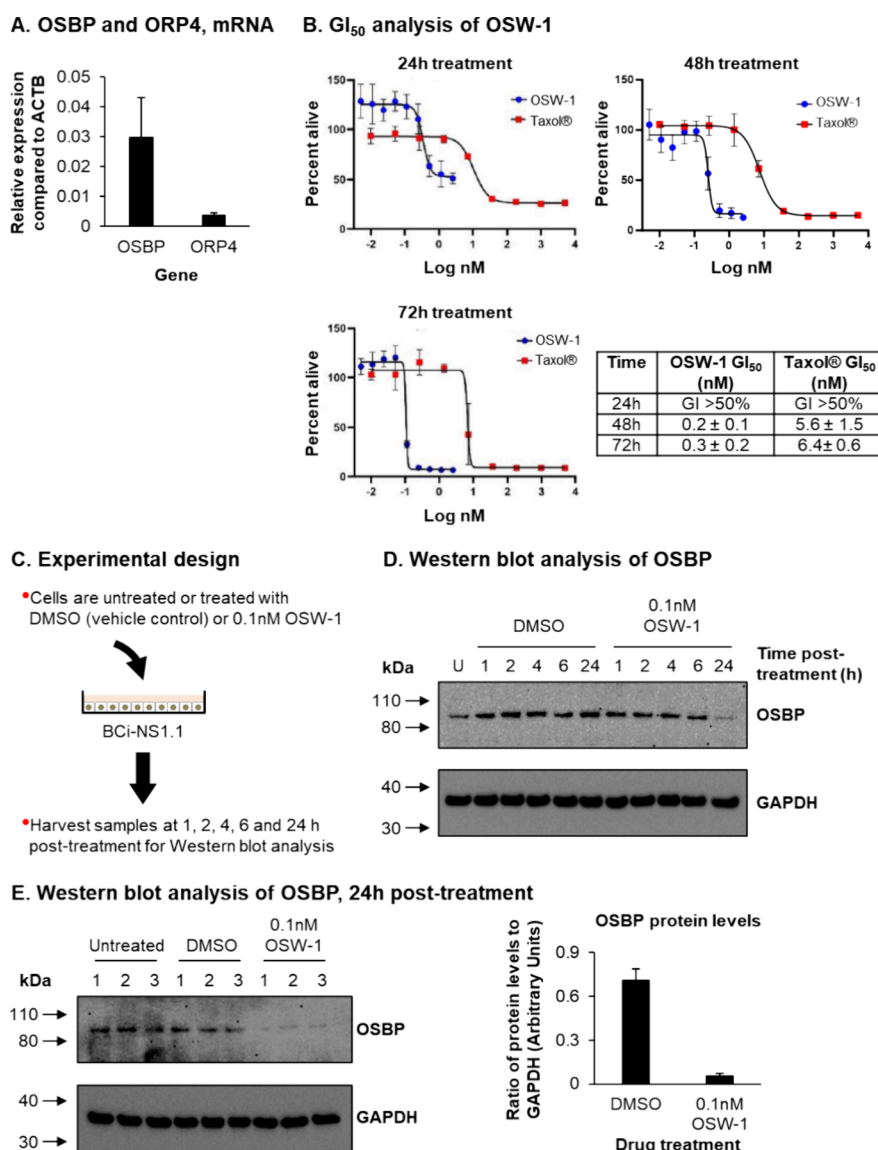 A. OSBP and ORP4, mRNA
Relative expression
compared to ACTB
0.05
0.04
0.03
0.02
0.01
0
OSBP ORP4
Gene
B. GI50 analysis of OSW-1
24h treatment
Percent alive
150
100
50
0
OSW-1
Taxol®
-2 -1 0 1 2 3 4
Log nM
48h treatment
Percent alive
150
100
50
0
OSW-1
Taxol®
-2 -1 0 1 2 3 4
Log nM
72h treatment
Percent alive
150
100
50
0
OSW-1
Taxol®
-2 -1 0 1 2 3 4
Log nM
Time OSW-1 GI50 (nM) Taxol® GI50 (nM)
24h GI >50% GI >50%
48h 0.2 ± 0.1 5.6 ± 1.5
72h 0.3 ± 0.2 6.4± 0.6
C. Experimental design
•Cells are untreated or treated with
DMSO (vehicle control) or 0.1nM OSW-1
BCi-NS1.1
•Harvest samples at 1, 2, 4, 6 and 24 h
post-treatment for Western blot analysis
D. Western blot analysis of OSBP
DMSO
0.1nM
OSW-1
kDa
U 1 2 4 6 24 1 2 4 6 24
Time post-
treatment (h)
110
80
OSBP
40
30
GAPDH
E. Western blot analysis of OSBP, 24h post-treatment
Untreated DMSO
0.1nM
OSW-1
kDa 1 2 3 1 2 3 1 2 3
110
80
OSBP
40
30
GAPDH
OSBP protein levels
Ratio of protein levels to
GAPDH (Arbitrary Units)
0.9
0.6
0.3
0
DMSO 0.1nM
OSW-1
Drug treatment